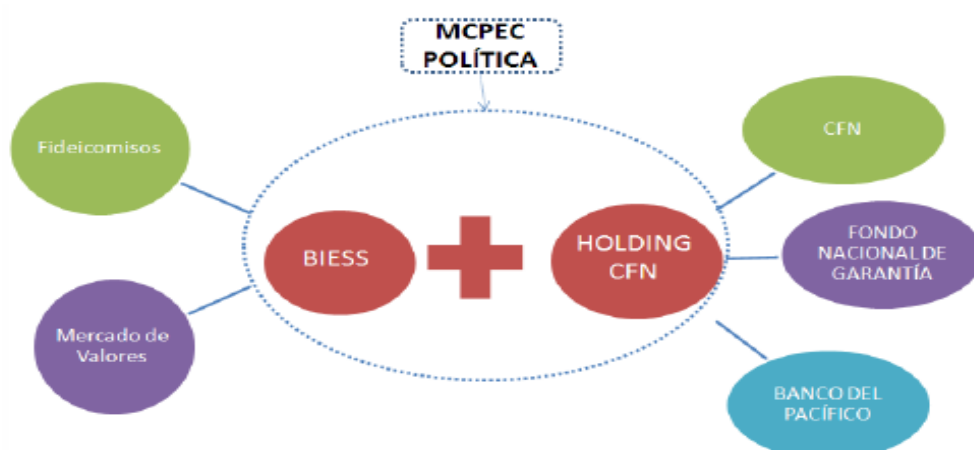 MCPEC
POLÍTICA
Fideicomisos
CFN
BIESS
HOLDING
CFN
FONDO
NACIONAL DE
GARANTÍA
Mercado de
Valores
BANCO DEL
PACÍFICO